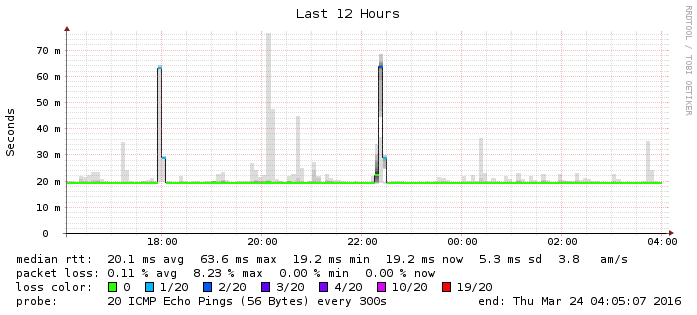 Last 12 Hours
RRDTOOL / TOBI OETIKER
Seconds
70 m
60 m
50 m
40 m
30 m
20 m
10 m
0
18:00 20:00 22:00 00:00 02:00 04:00
median rtt: 20.1 ms avg 63.6 ms max 19.2 ms min 19.2 ms now 5.3 ms sd 3.8 am/s
packet loss: 0.11 % avg 8.23 % max 0.00 % min 0.00 % now
loss color: 0 1/20 2/20 3/20 4/20 10/20 19/20
probe: 20 ICMP Echo Pings (56 Bytes) every 300s end: Thu Mar 24 04:05:07 2016